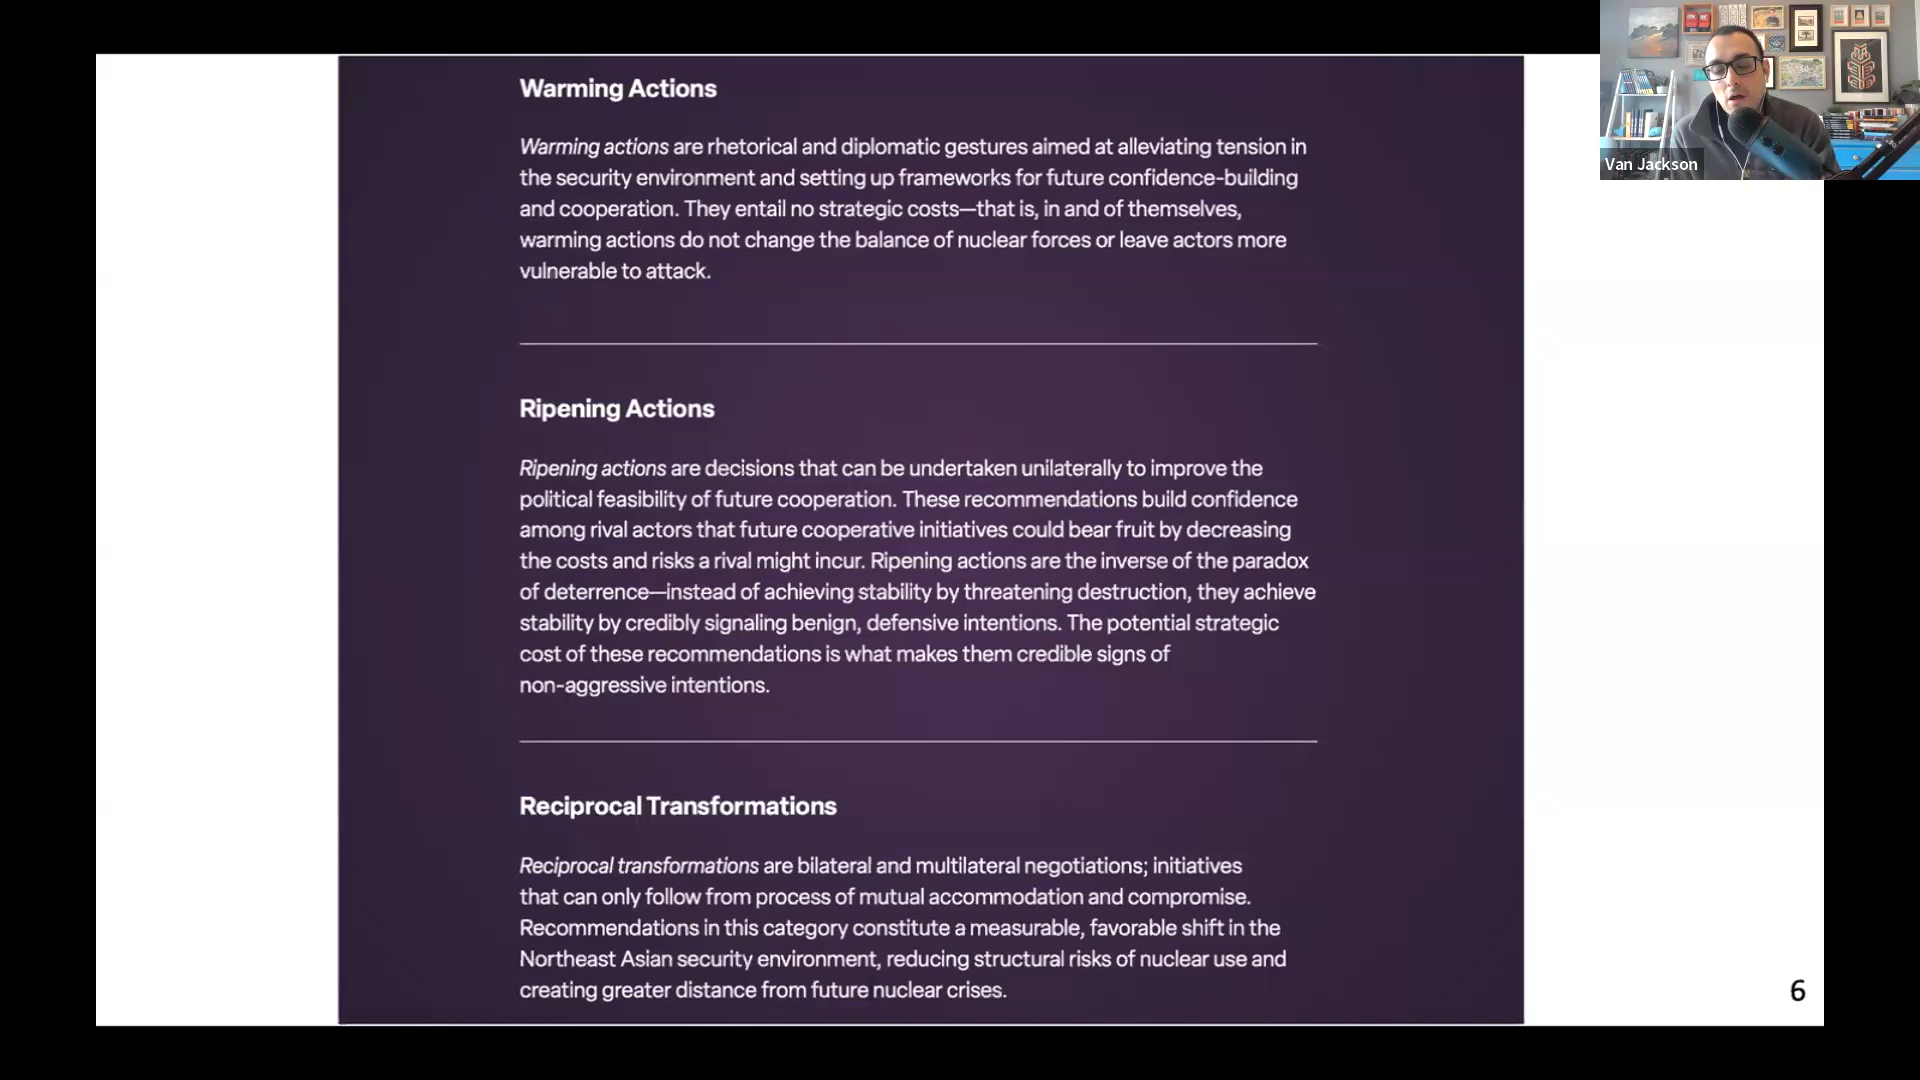 Warming Actions
Warming actions are rhetorical and diplomatic gestures aimed at alleviating tension in
the security environment and setting up frameworks for future confidence-building
and cooperation. They entail no strategic costs—that is, in and of themselves,
warming actions do not change the balance of nuclear forces or leave actors more
vulnerable to attack.
Ripening Actions
Ripening actions are decisions that can be undertaken unilaterally to improve the
political feasibility of future cooperation. These recommendations build confidence
among rival actors that future cooperative initiatives could bear fruit by decreasing
the costs and risks a rival might incur. Ripening actions are the inverse of the paradox
of deterrence—instead of achieving stability by threatening destruction, they achieve
stability by credibly signaling benign, defensive intentions. The potential strategic
cost of these recommendations is what makes them credible signs of
non-aggressive intentions.
Reciprocal Transformations
Reciprocal transformations are bilateral and multilateral negotiations; initiatives
that can only follow from process of mutual accommodation and compromise.
Recommendations in this category constitute a measurable, favorable shift in the
Northeast Asian security environment, reducing structural risks of nuclear use and
creating greater distance from future nuclear crises.
6
Van Jackson